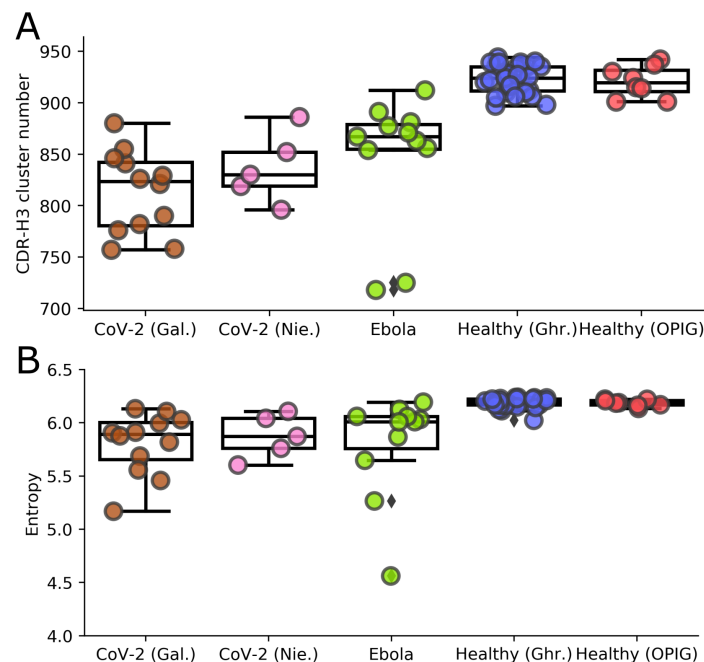 A
950
900
850
800
750
700
CDR-H3 cluster number
CoV-2 (Gal.) CoV-2 (Nie.) Ebola Healthy (Ghr.) Healthy (OPIG)
B
6.5
6.0
5.5
5.0
4.5
4.0
Entropy
CoV-2 (Gal.) CoV-2 (Nie.) Ebola Healthy (Ghr.) Healthy (OPIG)